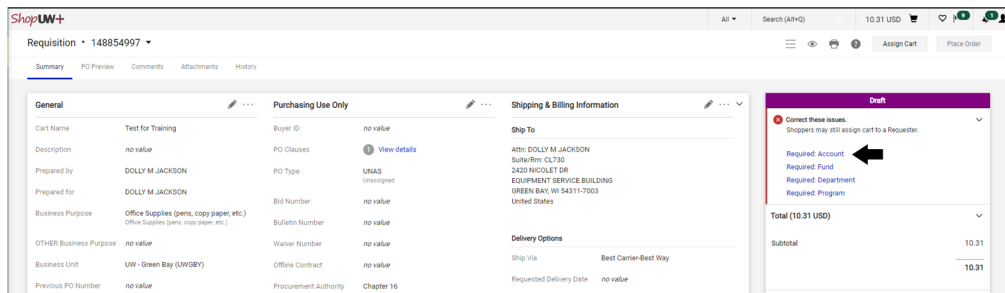 ShopUW+
All
Search (Alt+Q)
10.31 USD
9
1
Requisition • 148854997
Assign Cart
Place Order
Summary
PO Preview
Comments
Attachments
History
General
Cart Name Test for Training
Description no value
Prepared by DOLLY M JACKSON
Prepared for DOLLY M JACKSON
Business Purpose Office Supplies (pens, copy paper, etc.)
Office Supplies (pens, copy paper, etc.)
OTHER Business Purpose no value
Business Unit UW - Green Bay (UWGBY)
Previous PO Number no value
Purchasing Use Only
Buyer ID no value
PO Clauses 1 View details
PO Type UNAS
Unassigned
Bid Number no value
Bulletin Number no value
Waiver Number no value
Offline Contract no value
Procurement Authority Chapter 16
Shipping & Billing Information
Ship To
Attn: DOLLY M JACKSON
Suite/Rm: CL730
2420 NICOLET DR
EQUIPMENT SERVICE BUILDING
GREEN BAY, WI 54311-7003
United States
Delivery Options
Ship Via Best Carrier-Best Way
Requested Delivery Date no value
Draft
Correct these issues.
Shoppers may still assign cart to a Requester.
Required: Account
Required: Fund
Required: Department
Required: Program
Total (10.31 USD)
Subtotal 10.31
10.31